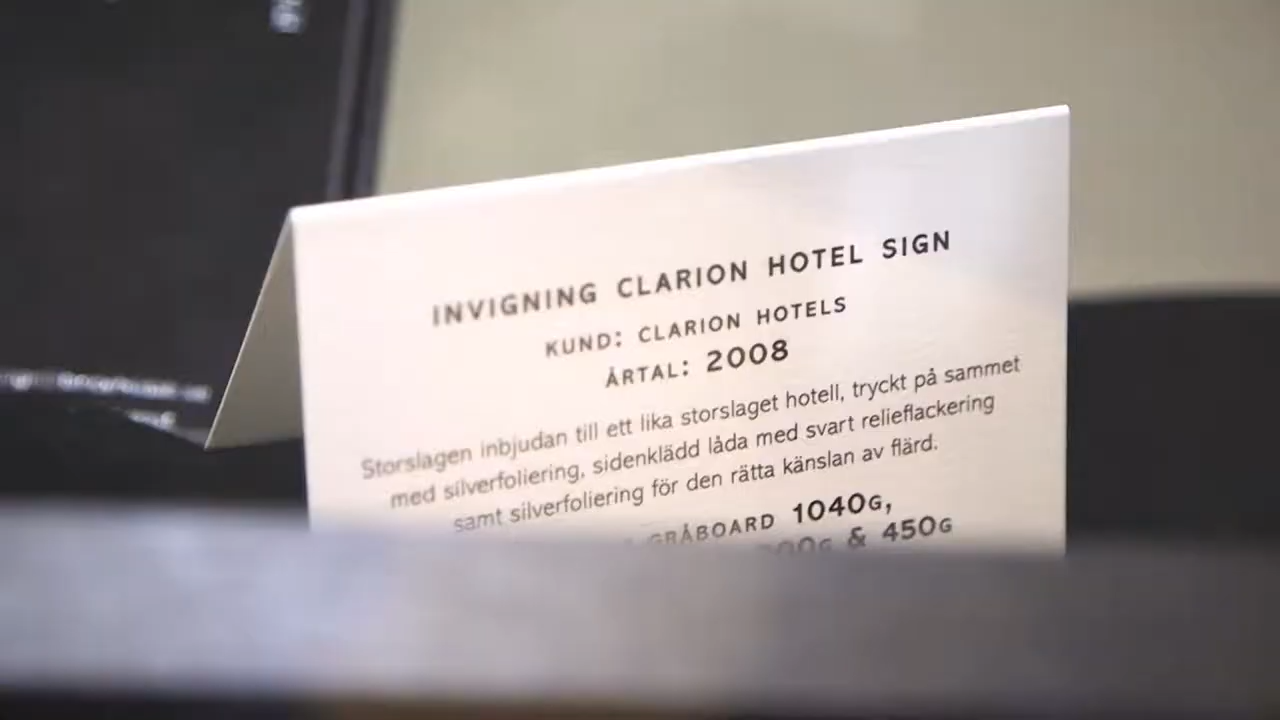 INVIGNING CLARION HOTEL SIGN
KUND: CLARION HOTELS
ÅRTAL: 2008
Storslagen inbjudan till ett lika storslaget hotell, tryckt på sammet
med silverfoliering, sidenklädd låda med svart relieflackering
samt silverfoliering för den rätta känslan av flärd.
GRÅBOARD 1040G,
& 450G